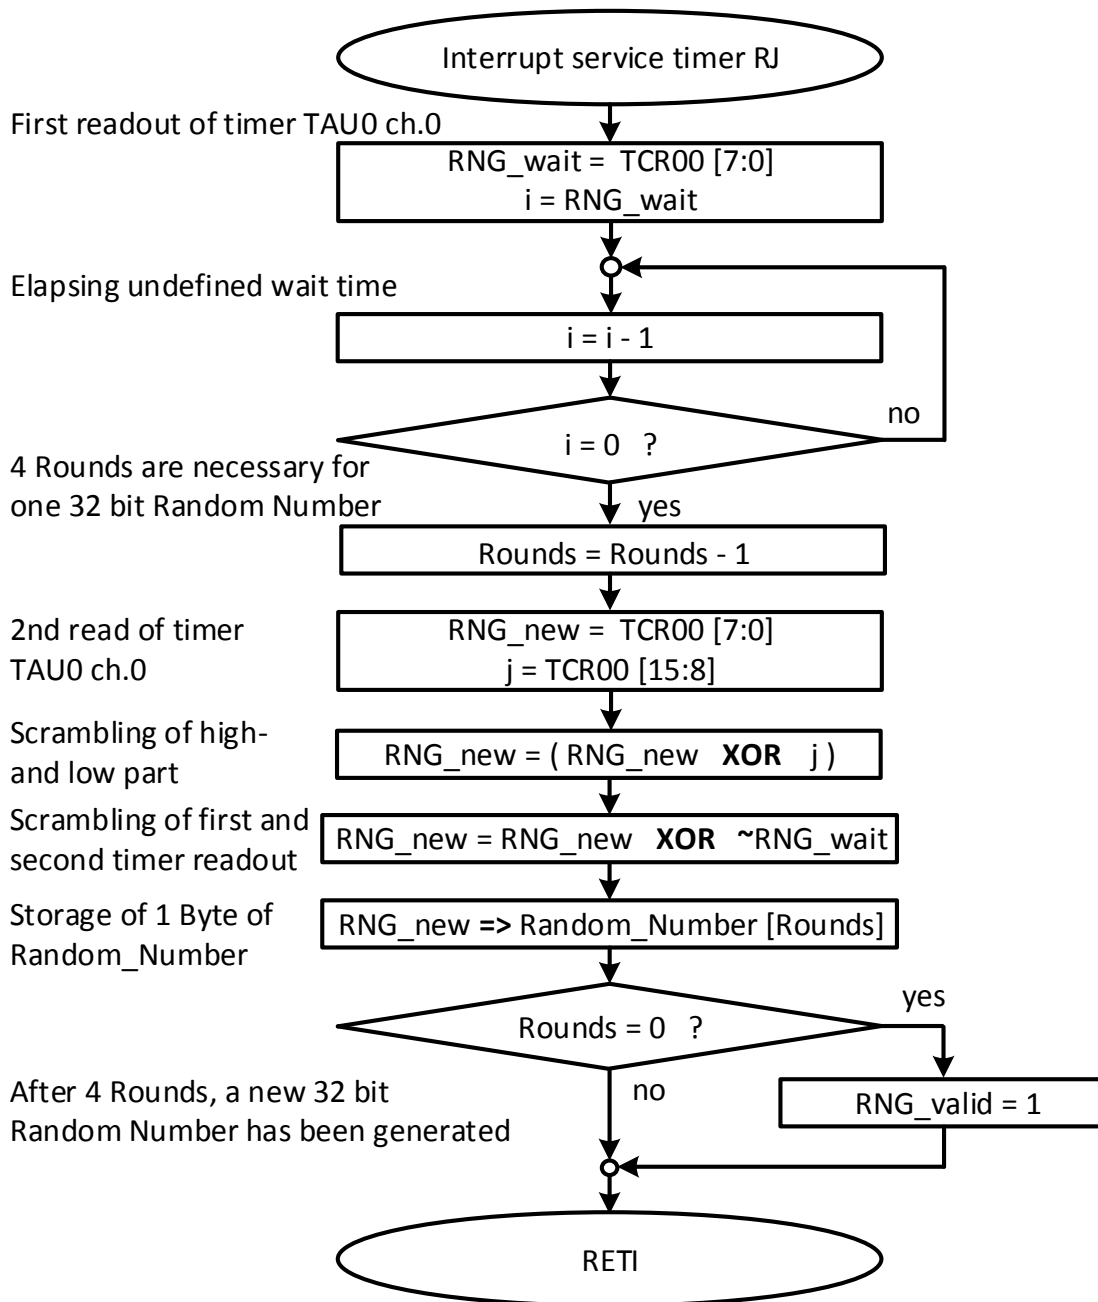 Interrupt service timer RJ
First readout of timer TAU0 ch.0
RNG_wait = TCR00 [7:0]
i = RNG_wait
Elapsing undefined wait time
i = i - 1
i = 0 ?
no
4 Rounds are necessary for
one 32 bit Random Number
yes
Rounds = Rounds - 1
2nd read of timer
TAU0 ch.0
RNG_new = TCR00 [7:0]
j = TCR00 [15:8]
Scrambling of high-
and low part
RNG_new = ( RNG_new XOR j )
Scrambling of first and
second timer readout
RNG_new = RNG_new XOR ~RNG_wait
Storage of 1 Byte of
Random_Number
RNG_new => Random_Number [Rounds]
Rounds = 0 ?
yes
no
After 4 Rounds, a new 32 bit
Random Number has been generated
RNG_valid = 1
RETI